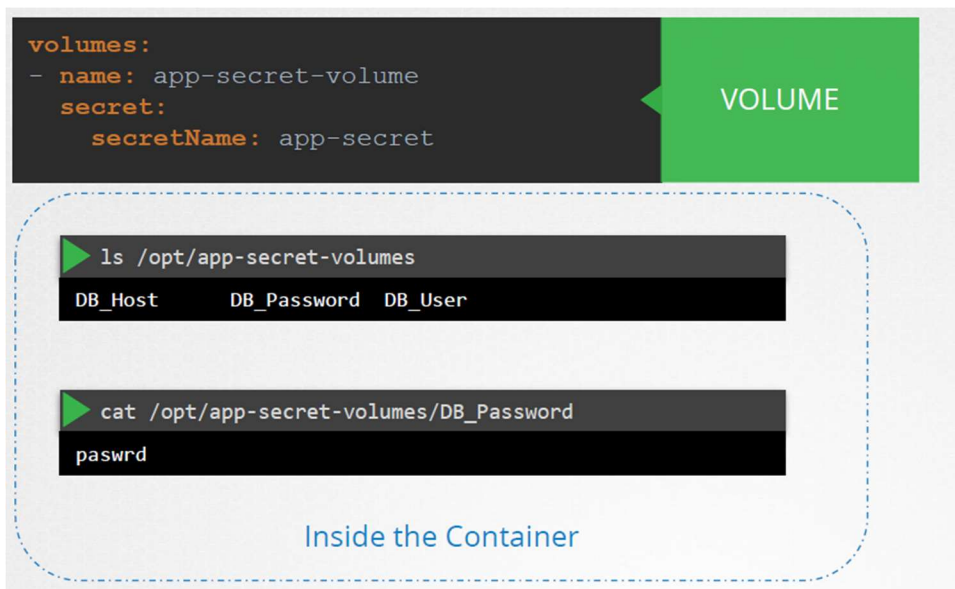 volumes:
- name: app-secret-volume
  secret:
    secretName: app-secret
VOLUME
ls /opt/app-secret-volumes
DB_Host      DB_Password  DB_User
cat /opt/app-secret-volumes/DB_Password
paswrd
Inside the Container